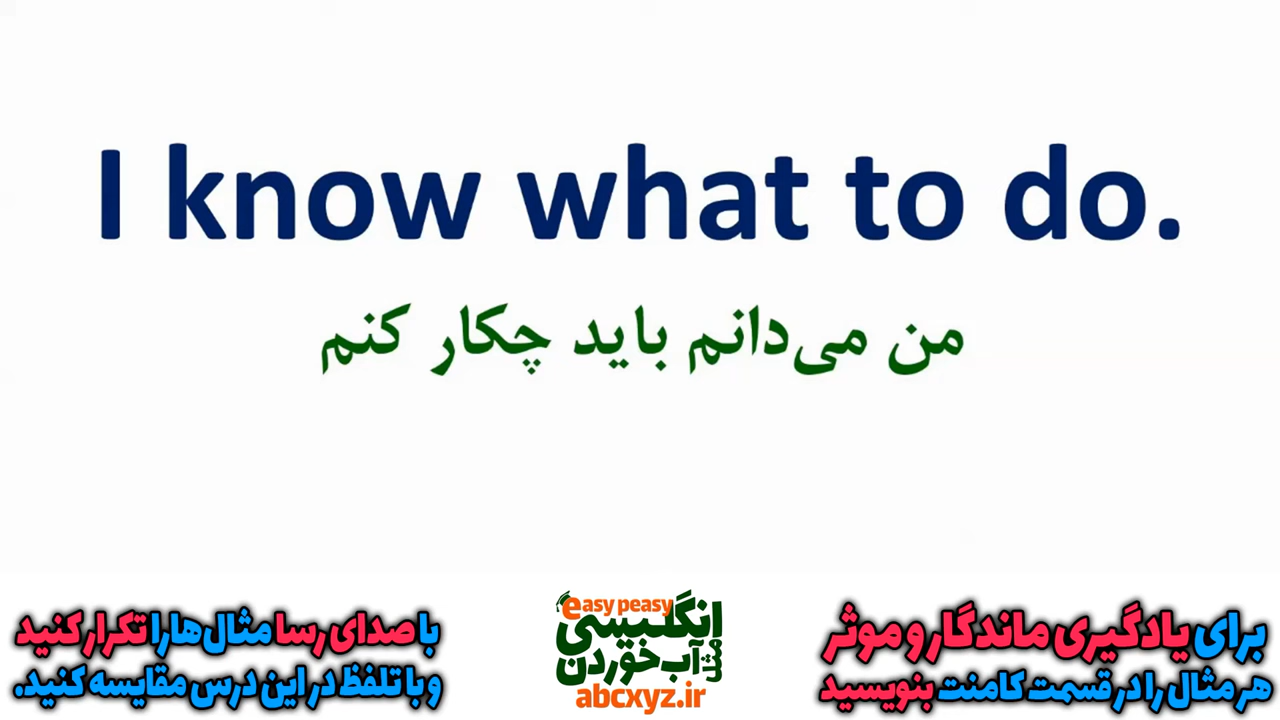 I know what to do.
من می‌دانم باید چکار کنم
برای یادگیری ماندگار و موثر
هر مثال را در قسمت کامنت بنویسید
easy peasy
انگلیسی
مثل آب خوردن
abcxyz.ir
با صدای رسا مثال‌ها را تکرار کنید
و با تلفظ در این درس مقایسه کنید.